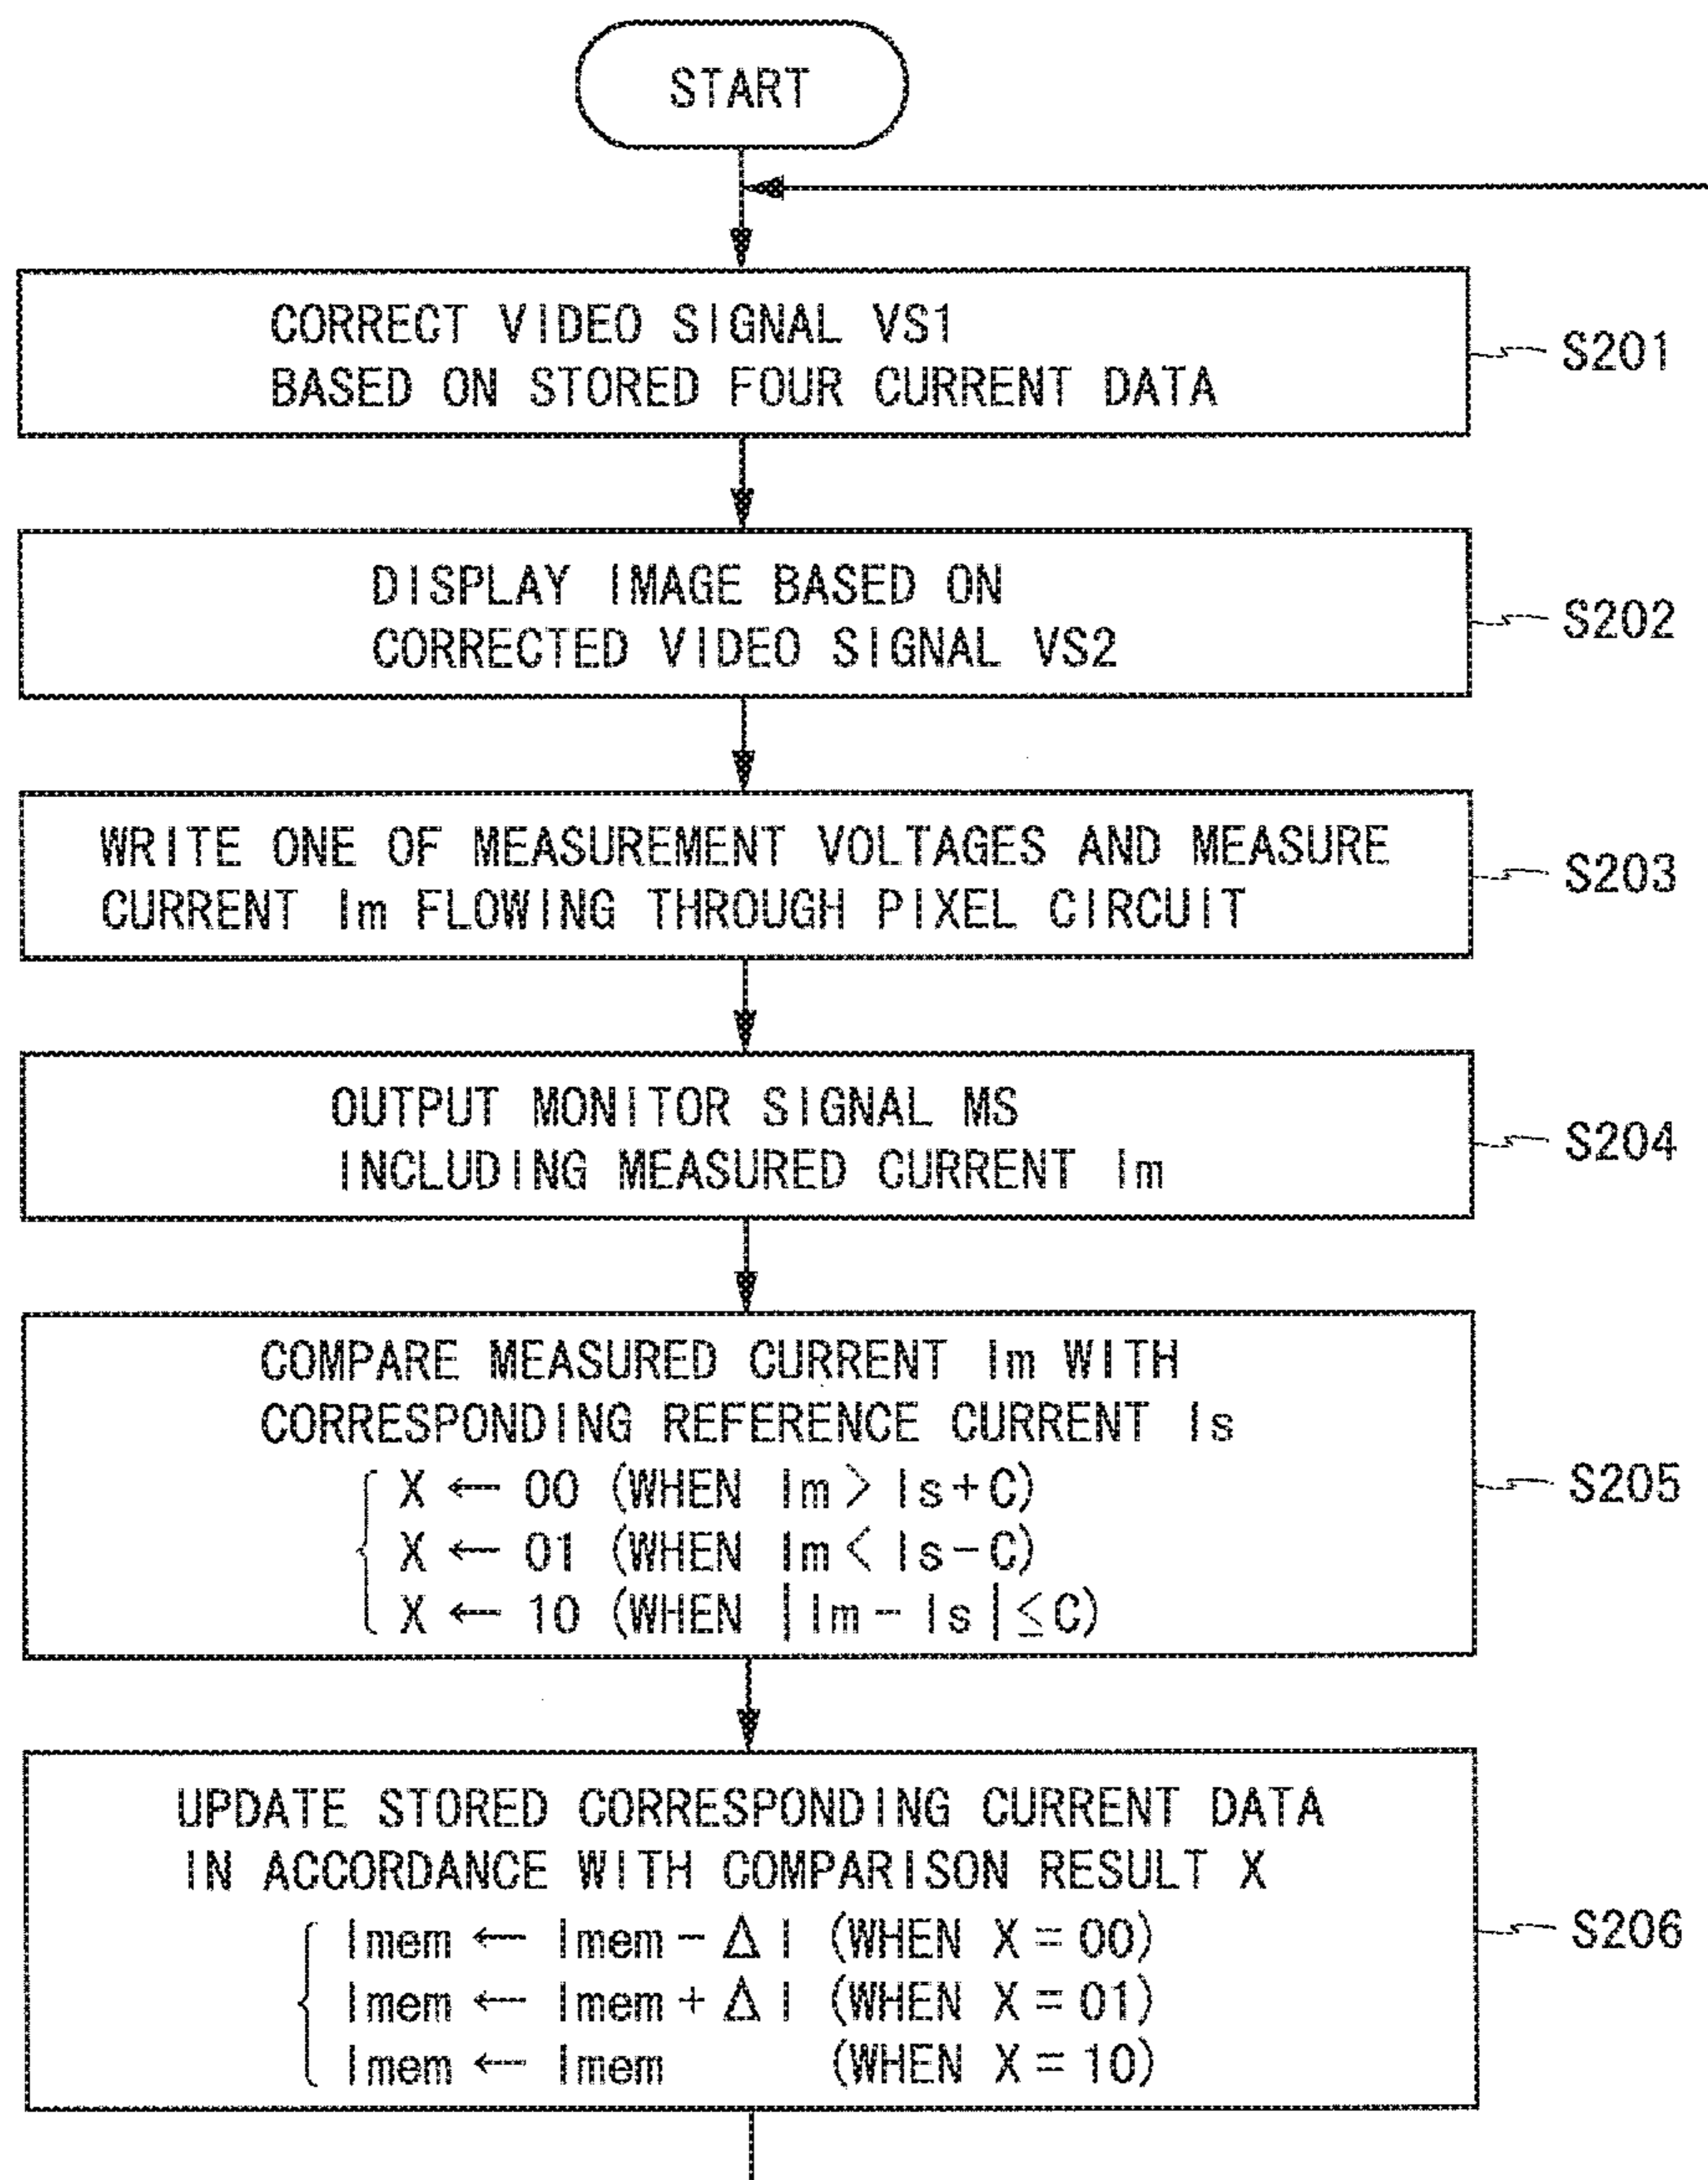 START
CORRECT VIDEO SIGNAL VS1
BASED ON STORED FOUR CURRENT DATA
S201
DISPLAY IMAGE BASED ON
CORRECTED VIDEO SIGNAL VS2
S202
WRITE ONE OF MEASUREMENT VOLTAGES AND MEASURE
CURRENT Im FLOWING THROUGH PIXEL CIRCUIT
S203
OUTPUT MONITOR SIGNAL MS
INCLUDING MEASURED CURRENT Im
S204
COMPARE MEASURED CURRENT Im WITH
CORRESPONDING REFERENCE CURRENT Is
X ← 00 (WHEN Im > Is+C)
X ← 01 (WHEN Im < Is-C)
X ← 10 (WHEN |Im - Is| ≤ C)
S205
UPDATE STORED CORRESPONDING CURRENT DATA
IN ACCORDANCE WITH COMPARISON RESULT X
Imem ← Imem - Δ I (WHEN X = 00)
Imem ← Imem + Δ I (WHEN X = 01)
Imem ← Imem (WHEN X = 10)
S206